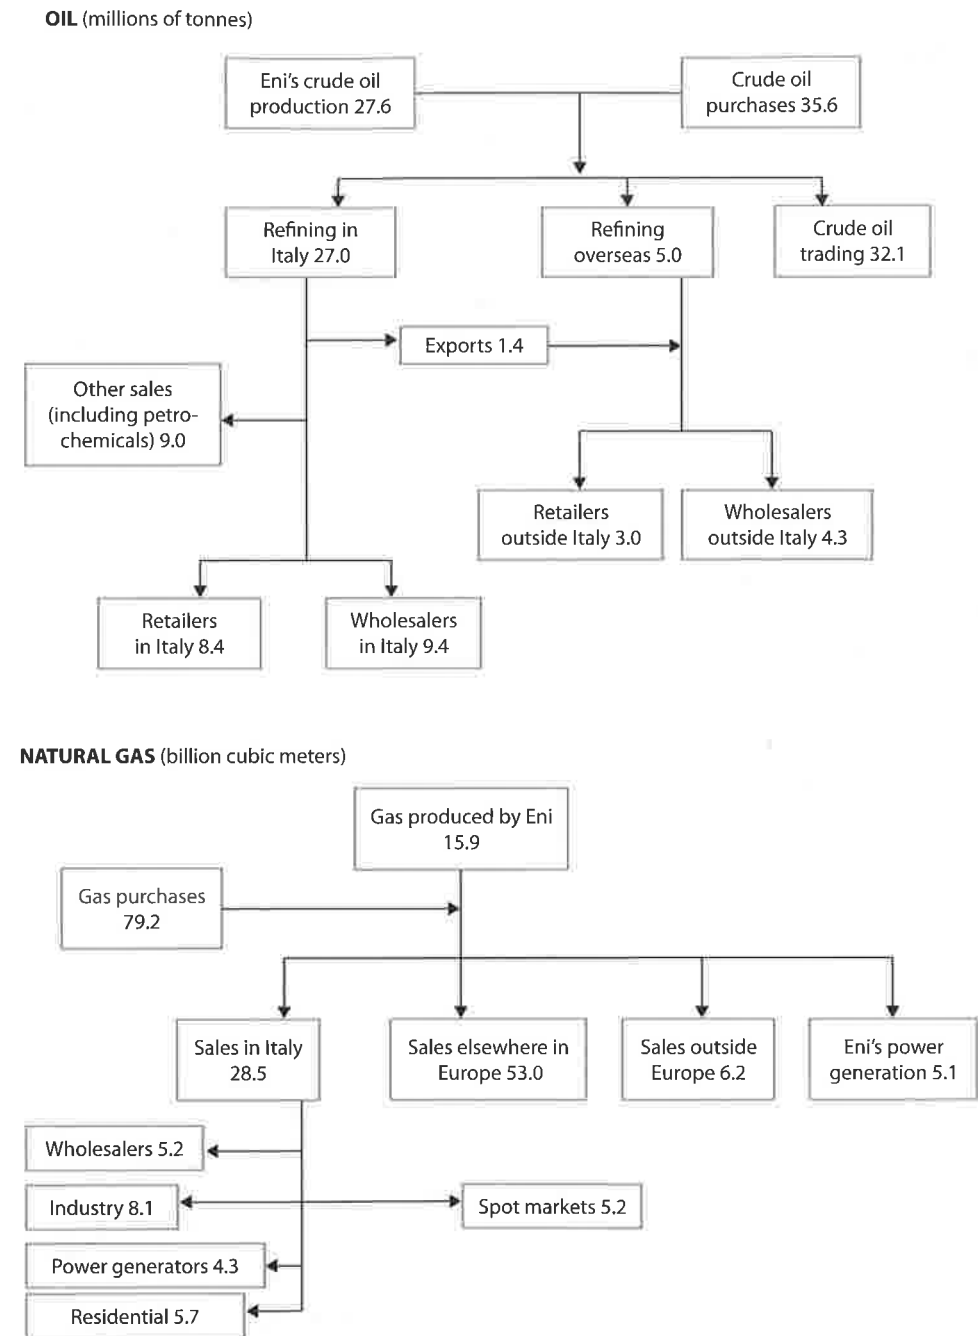 OIL (millions of tonnes)
Eni's crude oil
production 27.6
Crude oil
purchases 35.6
Refining in
Italy 27.0
Refining
overseas 5.0
Crude oil
trading 32.1
Exports 1.4
Other sales
(including petro-
chemicals) 9.0
Retailers
outside Italy 3.0
Wholesalers
outside Italy 4.3
Retailers
in Italy 8.4
Wholesalers
in Italy 9.4
NATURAL GAS (billion cubic meters)
Gas produced by Eni
15.9
Gas purchases
79.2
Sales in Italy
28.5
Sales elsewhere in
Europe 53.0
Sales outside
Europe 6.2
Eni's power
generation 5.1
Wholesalers 5.2
Industry 8.1
Spot markets 5.2
Power generators 4.3
Residential 5.7